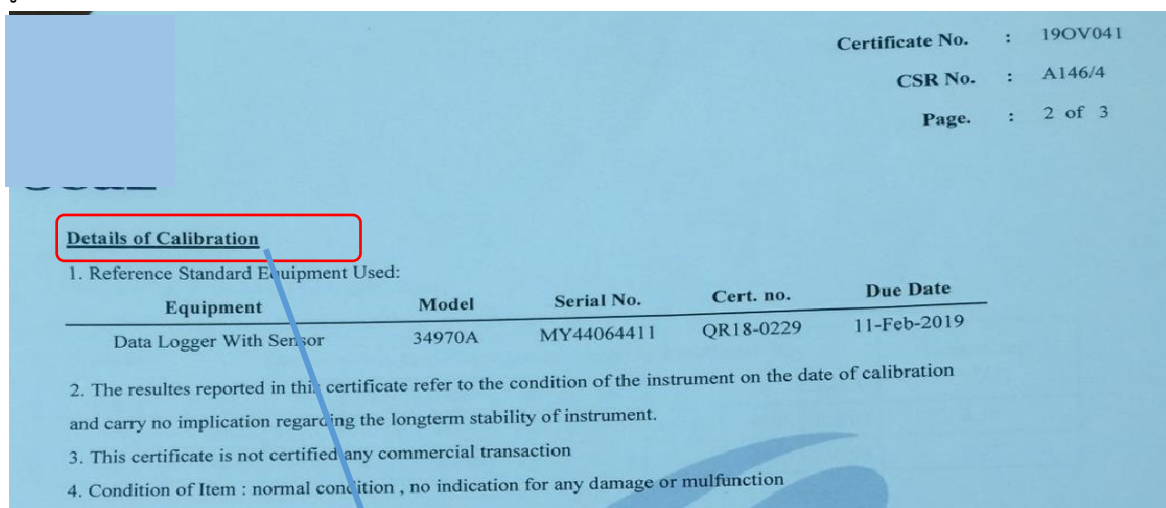 Certificate No. : 19OV041
CSR No. : A146/4
Page. : 2 of 3
Details of Calibration
1. Reference Standard Equipment Used:
Equipment Model Serial No. Cert. no. Due Date
Data Logger With Sensor 34970A MY44064411 QR18-0229 11-Feb-2019
2. The resultes reported in this certificate refer to the condition of the instrument on the date of calibration
and carry no implication regarding the longterm stability of instrument.
3. This certificate is not certified any commercial transaction
4. Condition of Item : normal condition , no indication for any damage or mulfunction